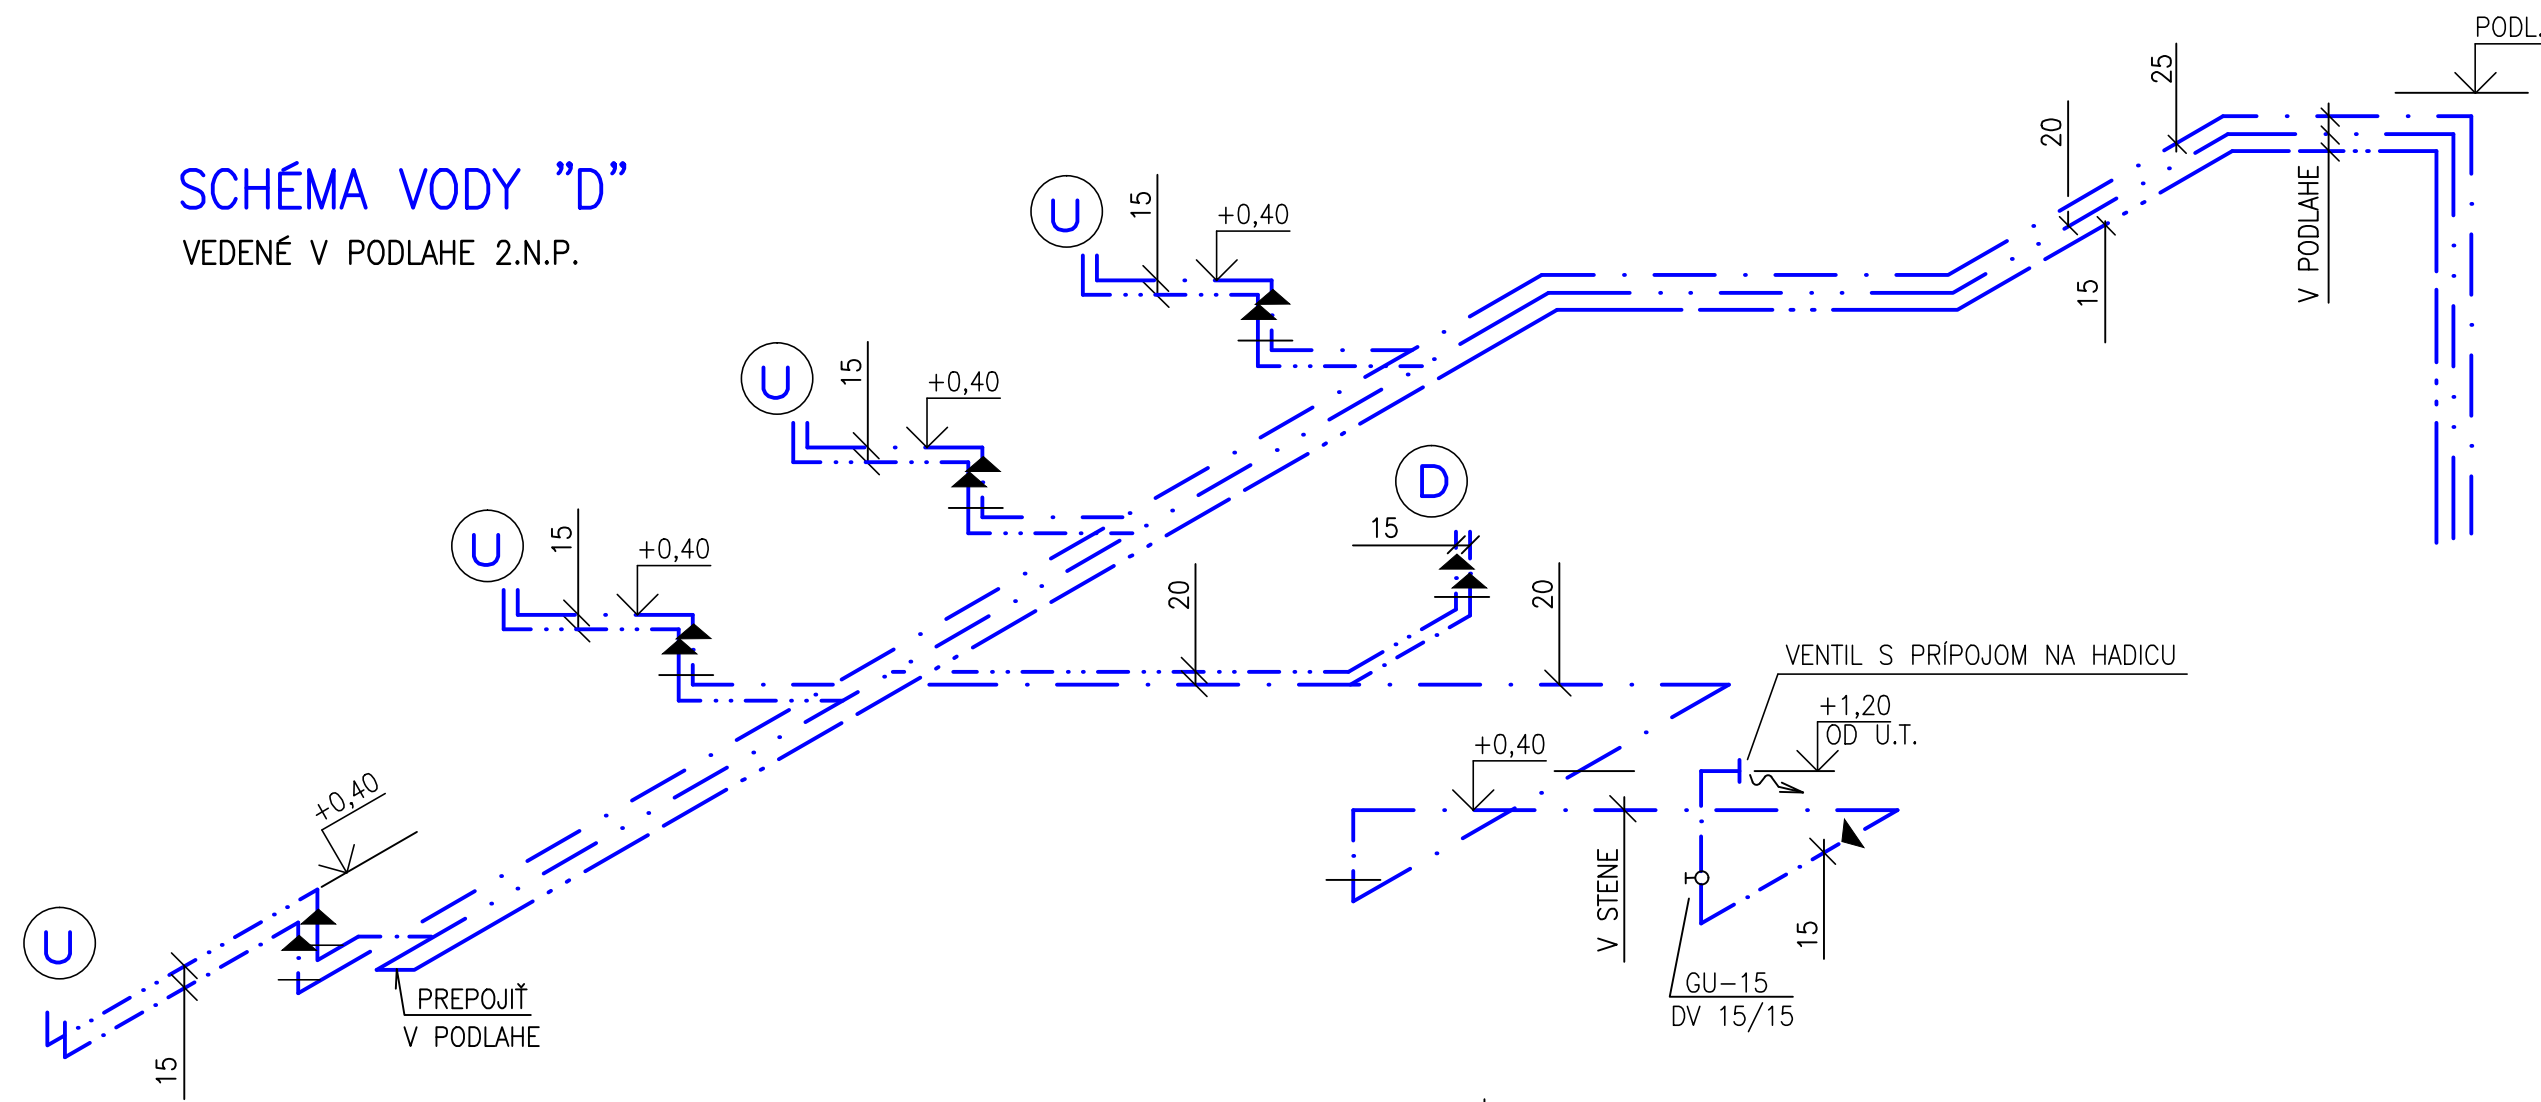 PODL.
25
20
SCHÉMA VODY "D"
VEDENÉ V PODLAHE 2.N.P.
U
15
+0,40
V PODLAHE
15
U
15
+0,40
D
15
U
15
+0,40
20
20
VENTIL S PRÍPOJOM NA HADICU
+1,20
OD U.T.
+0,40
+0,40
V STENE
15
U
GU-15
DV 15/15
PREPOJIŤ
V PODLAHE
15